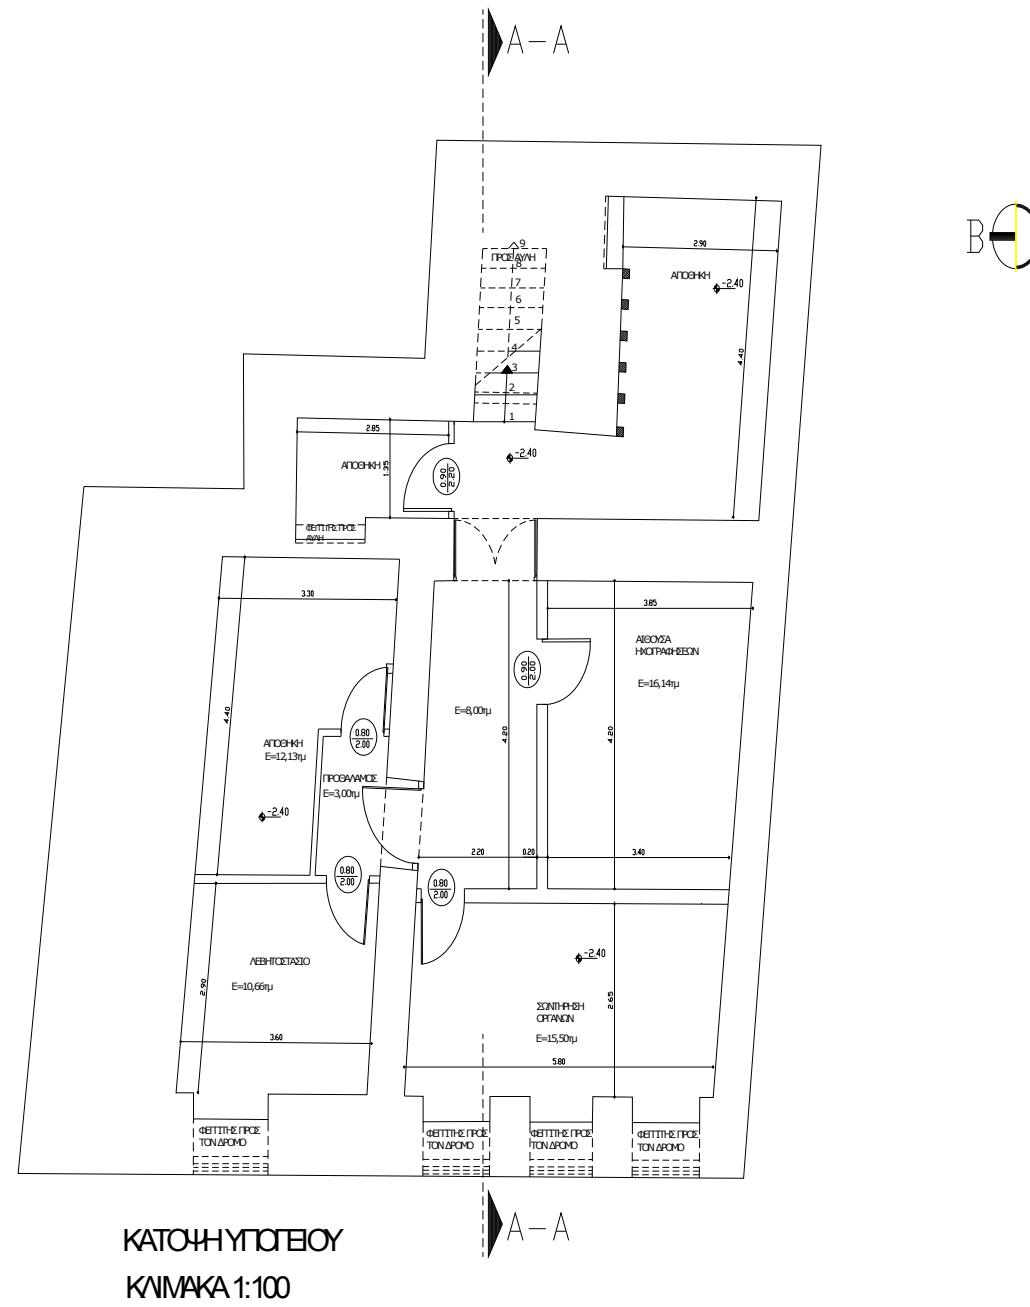 A-A
B
9
ΠΡΟΣ ΑΥΛΗ
8
7
6
5
4
3
2
1
2.90
ΑΠΟΘΗΚΗ
-2.40
4.40
2.85
ΑΠΟΘΗΚΗ
1.35
0.90
2.20
-2.40
ΦΕΓΓΙΤΗΣ ΠΡΟΣ
ΑΥΛΗ
3.30
3.85
ΑΙΘΟΥΣΑ
ΗΧΟΓΡΑΦΗΣΕΩΝ
0.90
2.00
E=16,14τμ
4.40
E=8,00τμ
4.20
4.20
ΑΠΟΘΗΚΗ
E=12,13τμ
0.80
2.00
ΠΡΟΘΑΛΑΜΟΣ
E=3,00τμ
-2.40
2.20
0.20
3.40
0.80
2.00
0.80
2.00
ΛΕΒΗΤΟΣΤΑΣΙΟ
E=10,66τμ
2.90
-2.40
2.65
ΣΩΝΤΗΡΗΣΗ
ΟΡΓΑΝΩΝ
E=15,50τμ
3.60
5.80
ΦΕΓΓΙΤΗΣ ΠΡΟΣ
ΤΟΝ ΔΡΟΜΟ
ΦΕΓΓΙΤΗΣ ΠΡΟΣ
ΤΟΝ ΔΡΟΜΟ
ΦΕΓΓΙΤΗΣ ΠΡΟΣ
ΤΟΝ ΔΡΟΜΟ
ΦΕΓΓΙΤΗΣ ΠΡΟΣ
ΤΟΝ ΔΡΟΜΟ
A-A
ΚΑΤΟΨΗ ΥΠΟΓΕΙΟΥ
ΚΛΙΜΑΚΑ 1:100